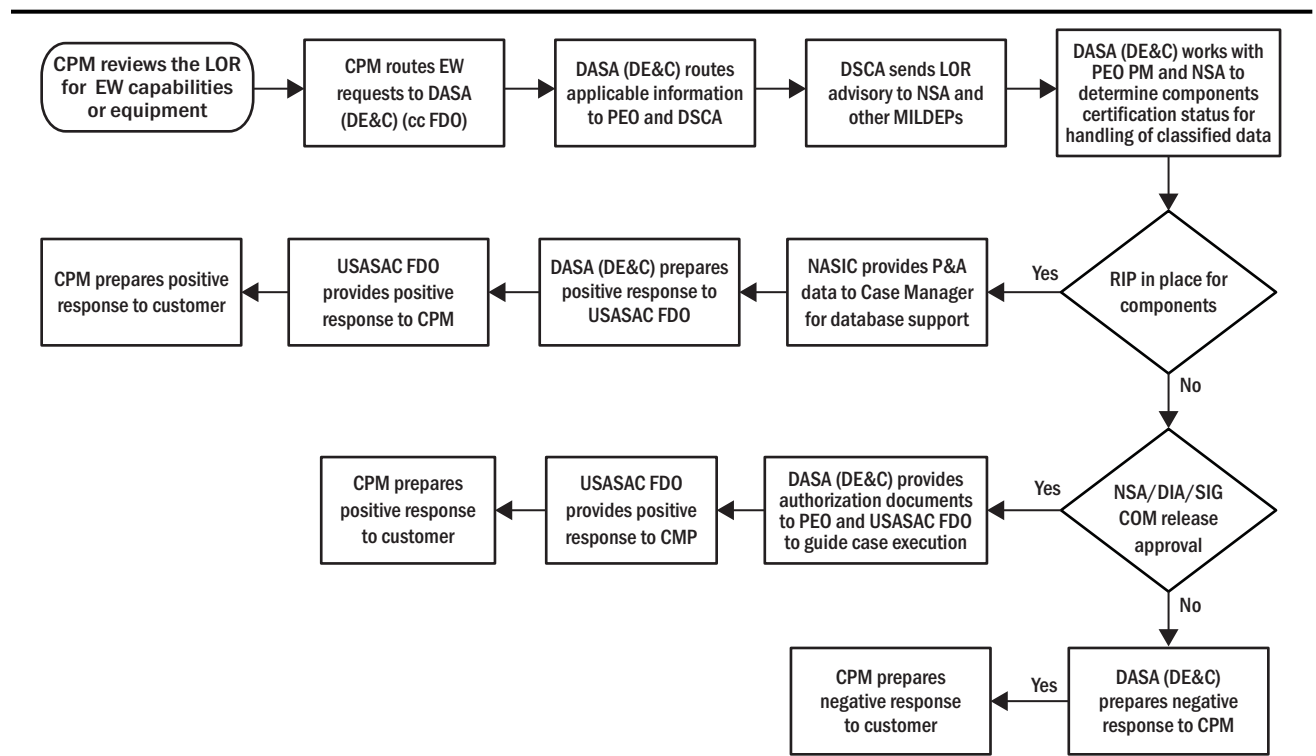 CPM reviews the LOR
for EW capabilities
or equipment
CPM routes EW
requests to DASA
(DE&C) (cc FDO)
DASA (DE&C) routes
applicable information
to PEO and DSCA
DSCA sends LOR
advisory to NSA and
other MILDEPs
DASA (DE&C) works with
PEO PM and NSA to
determine components
certification status for
handling of classified data
RIP in place for
components
Yes
NASIC provides P&A
data to Case Manager
for database support
DASA (DE&C) prepares
positive response to
USASAC FDO
USASAC FDO
provides positive
response to CPM
CPM prepares positive
response to customer
No
NSA/DIA/SIG
COM release
approval
Yes
DASA (DE&C) provides
authorization documents
to PEO and USASAC FDO
to guide case execution
USASAC FDO
provides positive
response to CMP
CPM prepares
positive response
to customer
No
DASA (DE&C)
prepares negative
response to CPM
Yes
CPM prepares
negative response
to customer